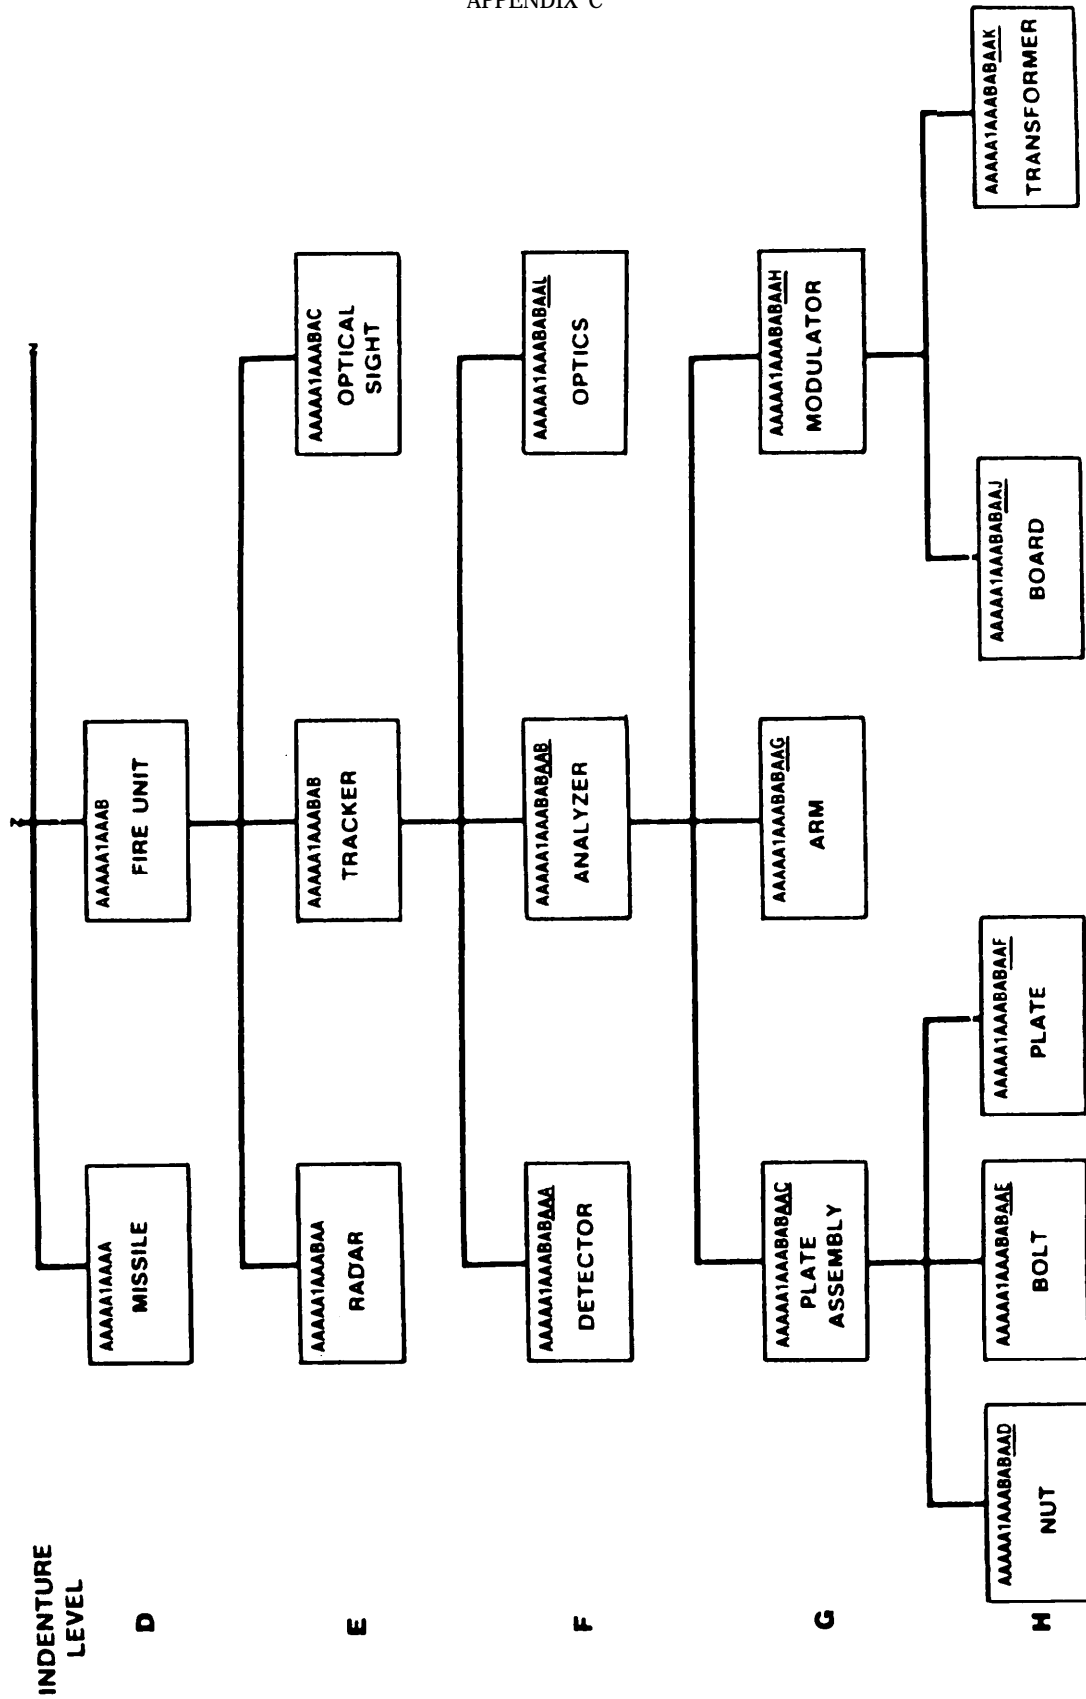 APPENDIX C
INDENTURE
LEVEL
D
AAAAA1AAAA
MISSILE
AAAAA1AAAB
FIRE UNIT
E
AAAAA1AAABAA
RADAR
AAAAA1AAABAB
TRACKER
AAAAA1AAABAC
OPTICAL
SIGHT
F
AAAAA1AAABABAAA
DETECTOR
AAAAA1AAABABAAB
ANALYZER
AAAAA1AAABABAAL
OPTICS
G
AAAAA1AAABABAAC
PLATE
ASSEMBLY
AAAAA1AAABABAAG
ARM
AAAAA1AAABABAAH
MODULATOR
H
AAAAA1AAABABAAD
NUT
AAAAA1AAABABAAE
BOLT
AAAAA1AAABABAAF
PLATE
AAAAA1AAABABAAJ
BOARD
AAAAA1AAABABAAK
TRANSFORMER